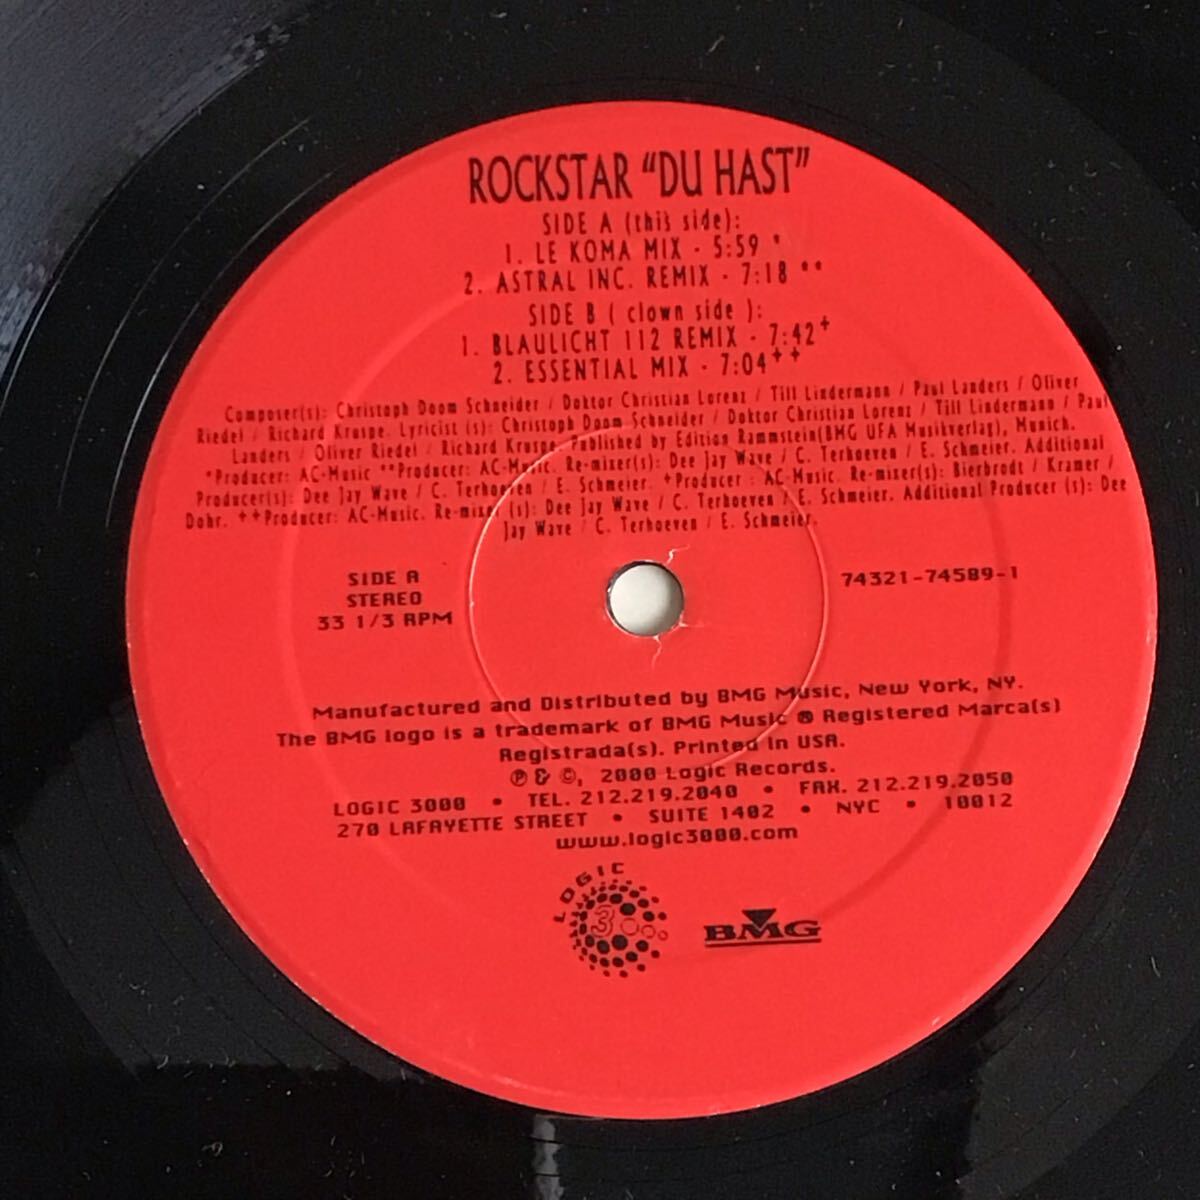 ROCKSTAR “DU HAST”
SIDE A (this side):
1. LE KOMA MIX - 5:59 *
2. ASTRAL INC. REMIX - 7:18 **
SIDE B ( clown side ):
1. BLAULICHT 112 REMIX - 7:42+
2. ESSENTIAL MIX - 7:04++
Composer(s): Christoph Doom Schneider / Doktor Christian Lorenz / Till Lindermann / Paul Landers / Oliver
Riedel / Richard Kruspe. Lyricist (s): Christoph Doom Schneider / Doktor Christian Lorenz / Till Lindermann / Paul
Landers / Oliver Riedel / Richard Kruspe. Published by Edition Rammstein(BMG UFA Musikverlag), Munich.
*Producer: AC-Music **Producer: AC-Music. Re-mixer(s): Dee Jay Wave / C. Terhoeven / E. Schmeier. Additional
Producer(s): Dee Jay Wave / C. Terhoeven / E. Schmeier. +Producer : AC-Music. Re-mixer(s): Bierbrodt / Kramer /
Dohr. ++Producer: AC-Music. Re-mixer (s): Dee Jay Wave / C. Terhoeven / E. Schmeier. Additional Producer (s): Dee
Jay Wave / C. Terhoeven / E. Schmeier.
SIDE A
STEREO
33 1/3 RPM
74321-74589-1
Manufactured and Distributed by BMG Music, New York, NY.
The BMG logo is a trademark of BMG Music ® Registered Marca(s)
Registrada(s). Printed in USA.
℗ & ©, 2000 Logic Records.
LOGIC 3000 • TEL. 212.219.2040 • FAX. 212.219.2050
270 LAFAYETTE STREET • SUITE 1402 • NYC • 10012
www.logic3000.com
LOGIC
3000
BMG